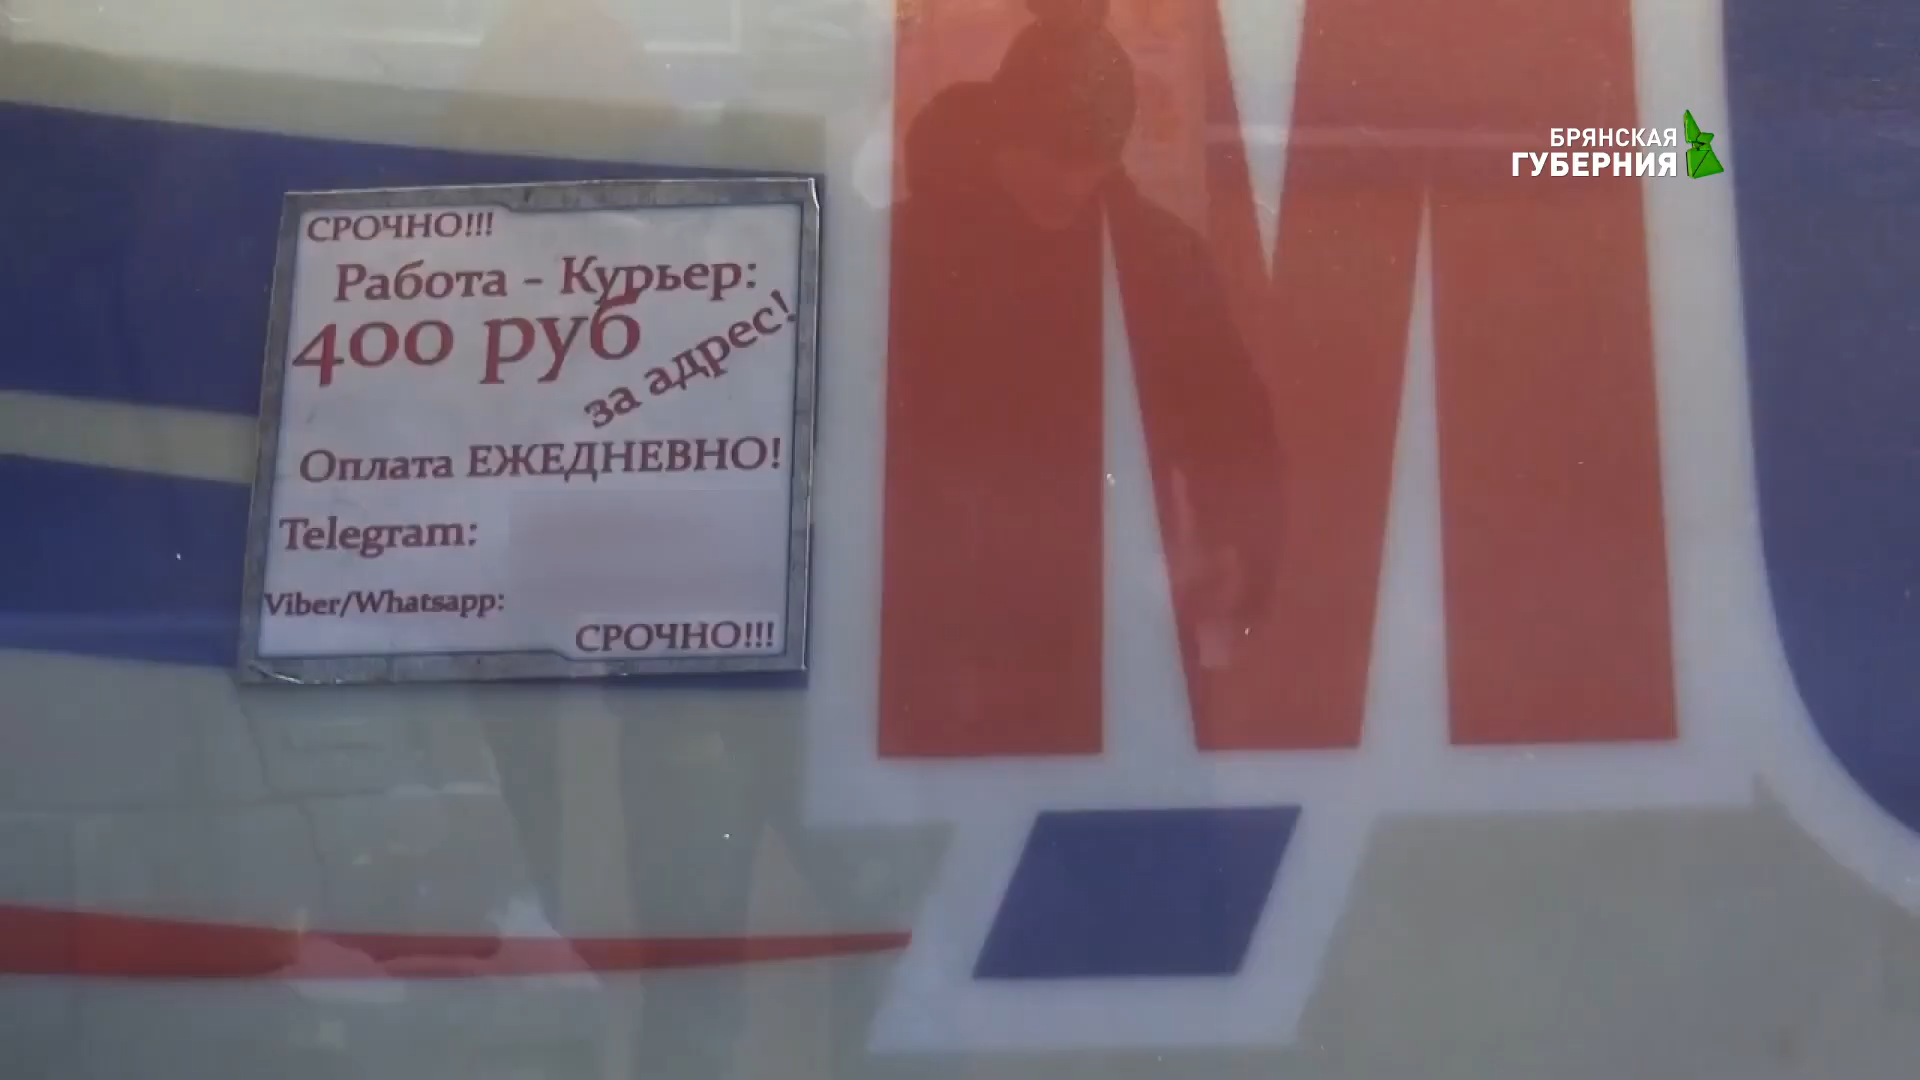 СРОЧНО!!!
Работа - Курьер:
400 руб
за адрес!
Оплата ЕЖЕДНЕВНО!
Telegram:
Viber/Whatsapp:
СРОЧНО!!!
М
БРЯНСКАЯ
ГУБЕРНИЯ